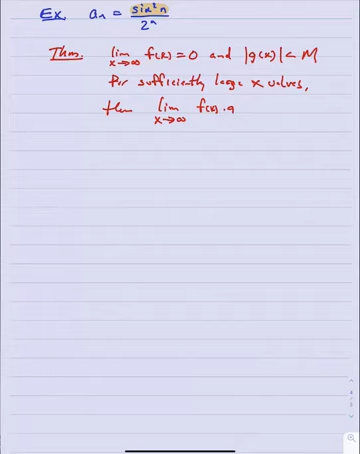 Ex. aₙ = sin²n / 2ⁿ
Thm. lim x→∞ f(x) = 0 and |g(x)| < M
for sufficiently large x values,
then lim x→∞ f(x) · g